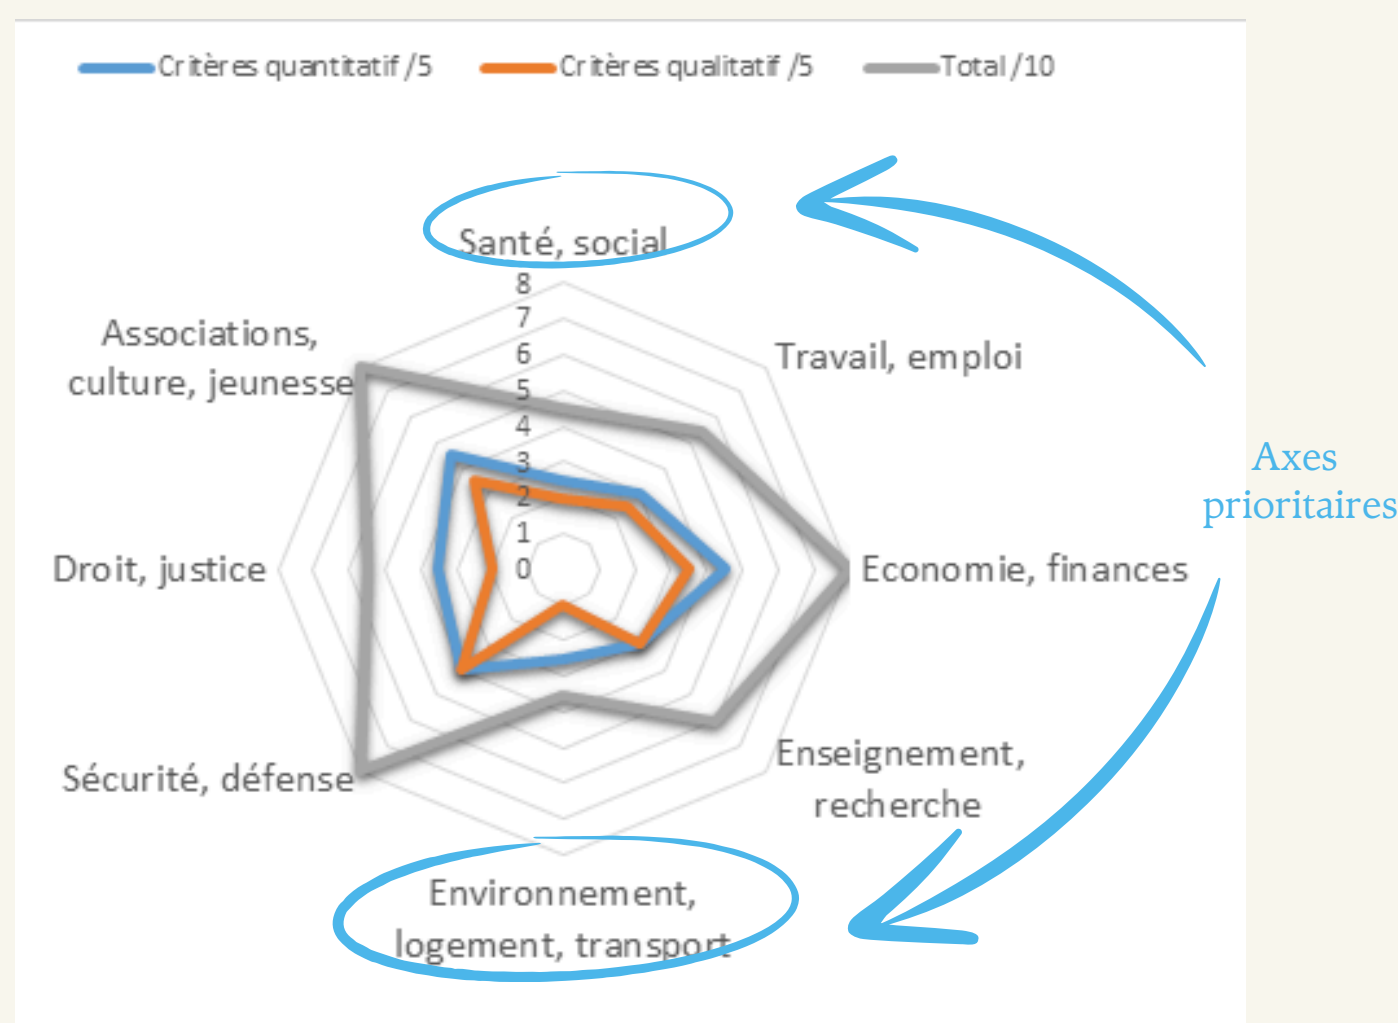 Critères quantitatif /5 Critères qualitatif /5 Total /10
Santé, social
8
7
6
5
4
3
2
1
0
Travail, emploi
Economie, finances
Enseignement,
recherche
Environnement,
logement, transport
Sécurité, défense
Droit, justice
Associations,
culture, jeunesse
Axes
prioritaires